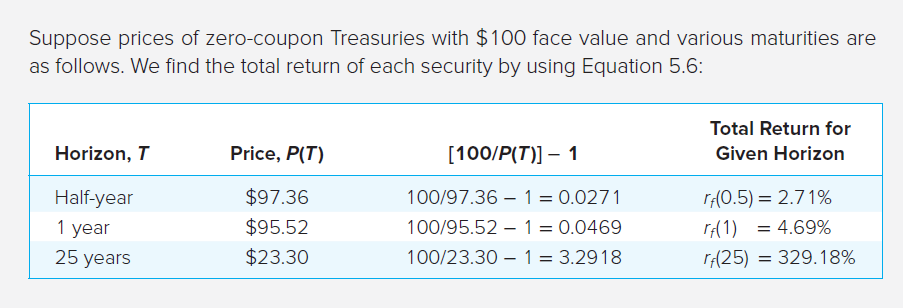 Suppose prices of zero-coupon Treasuries with $100 face value and various maturities are
as follows. We find the total return of each security by using Equation 5.6:
Horizon, T Price, P(T) [100/P(T)] – 1 Total Return for Given Horizon
Half-year $97.36 100/97.36 – 1 = 0.0271 rf(0.5) = 2.71%
1 year $95.52 100/95.52 – 1 = 0.0469 rf(1) = 4.69%
25 years $23.30 100/23.30 – 1 = 3.2918 rf(25) = 329.18%